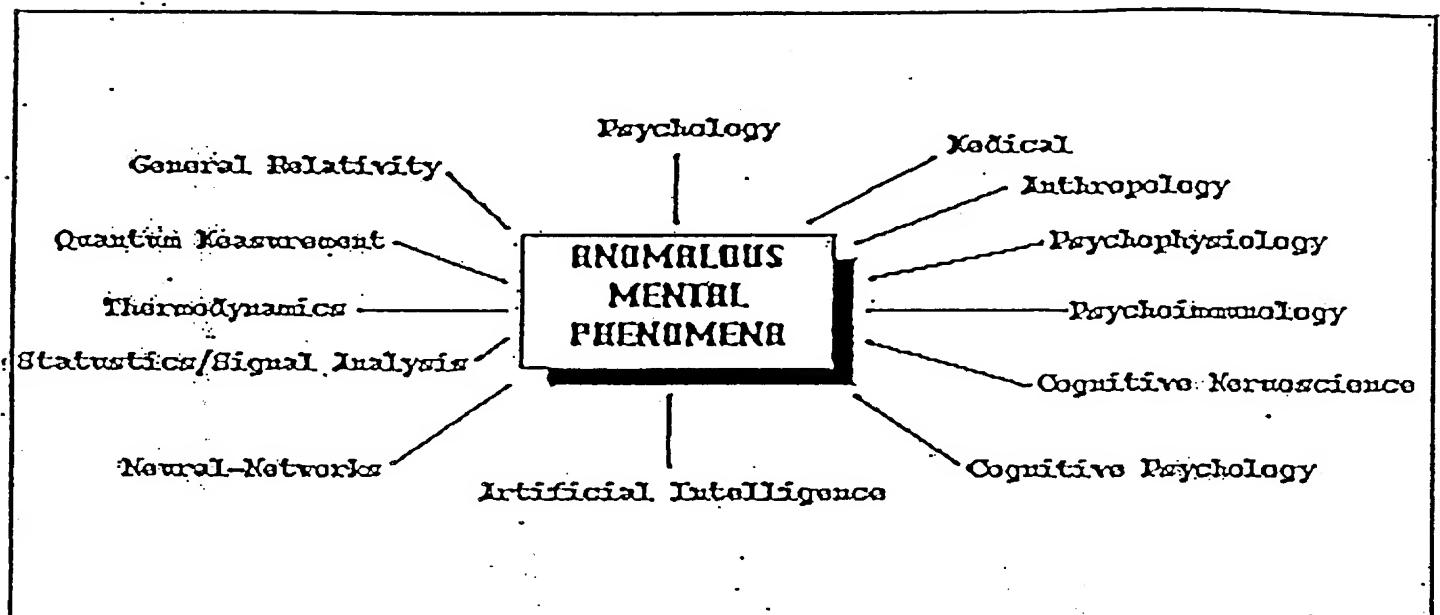 Psychology
Medical
General Relativity
Anthropology
Quantum Measurement
Psychophysiology
ANOMALOUS
MENTAL
PHENOMENA
Thermodynamics
Psychoimmunology
Statustics/Signal Analysis
Cognitive Neruoscience
Neural-Networks
Cognitive Psychology
Artificial Intelligence